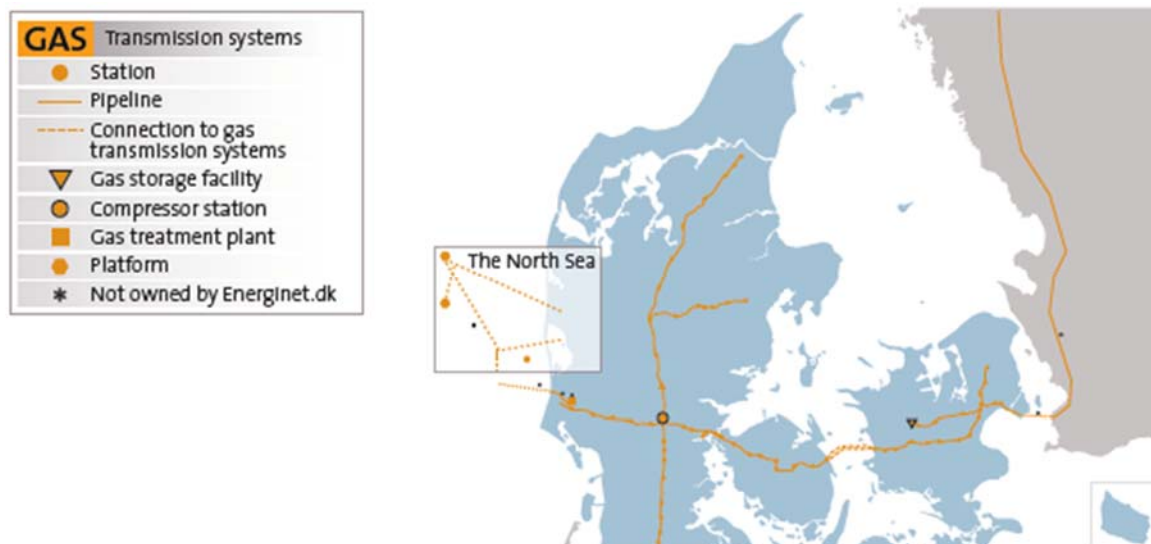 GAS Transmission systems
Station
Pipeline
Connection to gas
transmission systems
Gas storage facility
Compressor station
Gas treatment plant
Platform
* Not owned by Energinet.dk
The North Sea